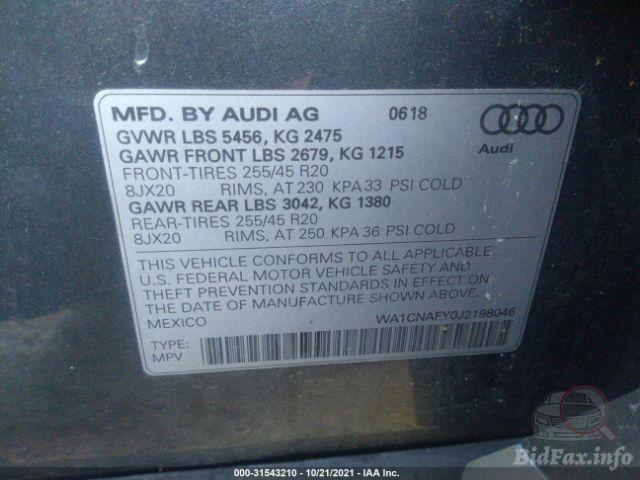 MFD. BY AUDI AG 0618
GVWR LBS 5456, KG 2475
GAWR FRONT LBS 2679, KG 1215
FRONT-TIRES 255/45 R20
8JX20 RIMS, AT 230 KPA 33 PSI COLD
GAWR REAR LBS 3042, KG 1380
REAR-TIRES 255/45 R20
8JX20 RIMS, AT 250 KPA 36 PSI COLD
Audi
THIS VEHICLE CONFORMS TO ALL APPLICABLE
U.S. FEDERAL MOTOR VEHICLE SAFETY AND
THEFT PREVENTION STANDARDS IN EFFECT ON
THE DATE OF MANUFACTURE SHOWN ABOVE.
MEXICO WA1CNAFY0J2198046
TYPE:
MPV
000-31543210 - 10/21/2021 - IAA Inc.
BidFax.info